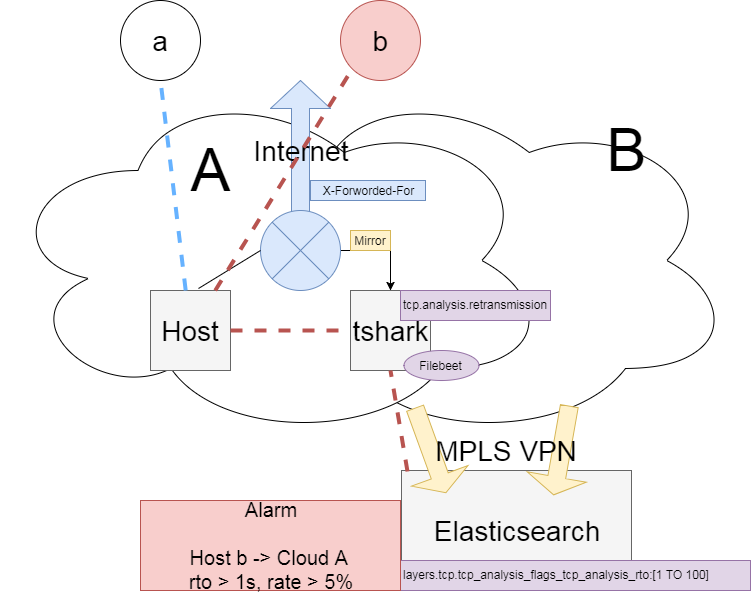 a
b
A
B
Internet
X-Forworded-For
Mirror
Host
tshark
tcp.analysis.retransmission
Filebeet
MPLS VPN
Elasticsearch
Alarm
Host b -> Cloud A
rto > 1s, rate > 5%
layers.tcp.tcp_analysis_flags_tcp_analysis_rto:[1 TO 100]